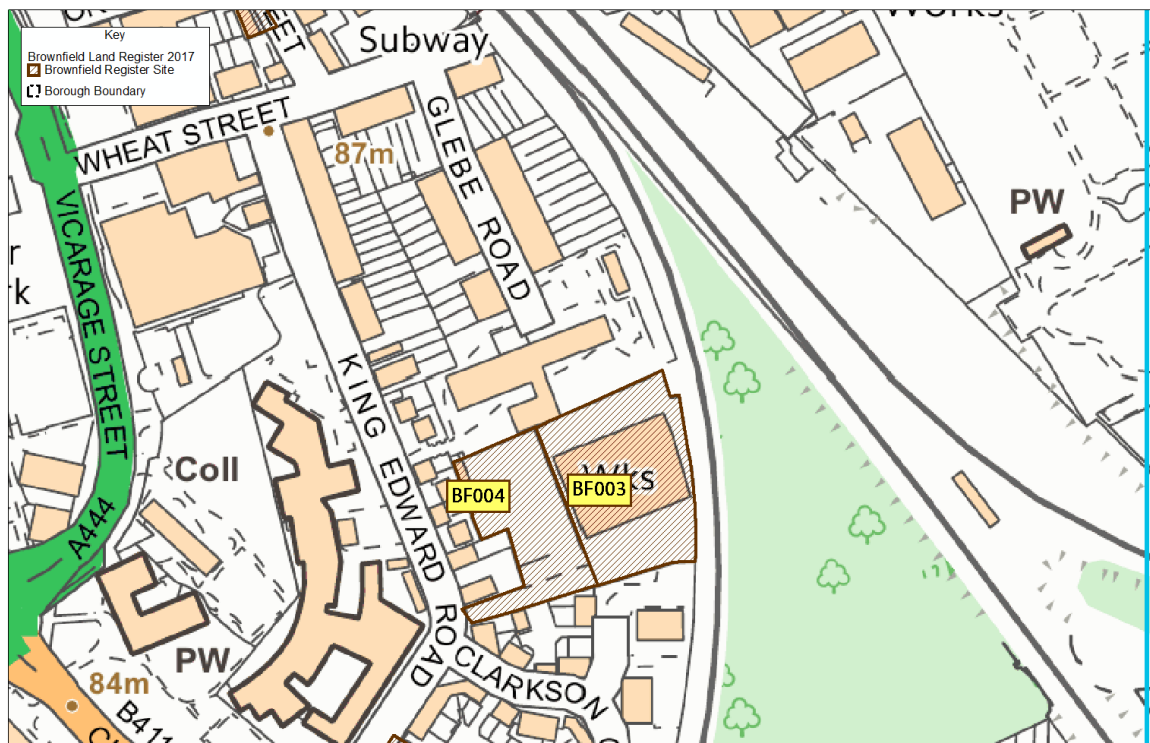 Key
Brownfield Land Register 2017
Brownfield Register Site
Borough Boundary
Subway
WHEAT STREET
87m
GLEBE ROAD
PW
VICARAGE STREET
KING EDWARD ROAD
Coll
BF004
BF003
A444
PW
84m
B411
CLARKSON